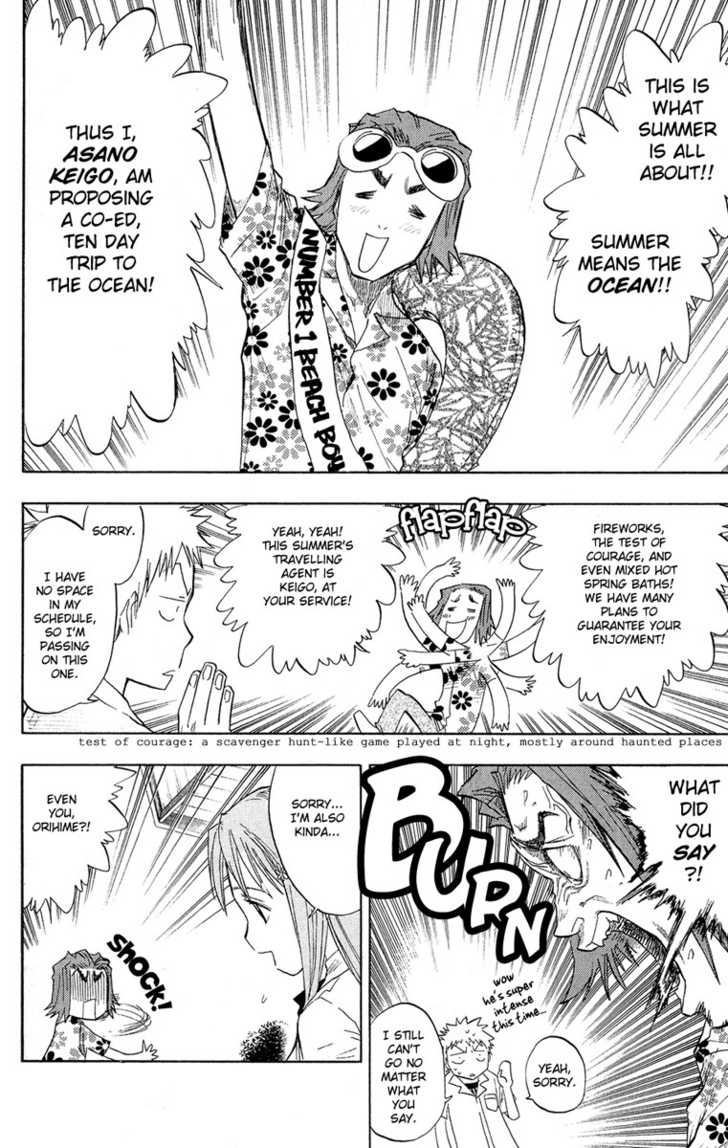 THIS IS
WHAT
SUMMER
IS ALL
ABOUT!!
SUMMER
MEANS THE
OCEAN!!
THUS I,
ASANO
KEIGO, AM
PROPOSING
A CO-ED,
TEN DAY
TRIP TO
THE OCEAN!
NUMBER 1 BEACH BOY
FIREWORKS,
THE TEST OF
COURAGE, AND
EVEN MIXED HOT
SPRING BATHS!
WE HAVE MANY
PLANS TO
GUARANTEE YOUR
ENJOYMENT!
flap flap
YEAH, YEAH!
THIS SUMMER'S
TRAVELLING
AGENT IS
KEIGO, AT
YOUR SERVICE!
SORRY.
I HAVE
NO SPACE
IN MY
SCHEDULE,
SO I'M
PASSING
ON THIS
ONE.
test of courage: a scavenger hunt-like game played at night, mostly around haunted places
WHAT
DID
YOU
SAY
?!
BURN
wow
he's super
intense
this time...
YEAH,
SORRY.
I STILL
CAN'T
GO NO
MATTER
WHAT
YOU
SAY.
SORRY...
I'M ALSO
KINDA...
EVEN
YOU,
ORIHIME?!
SHOCK!